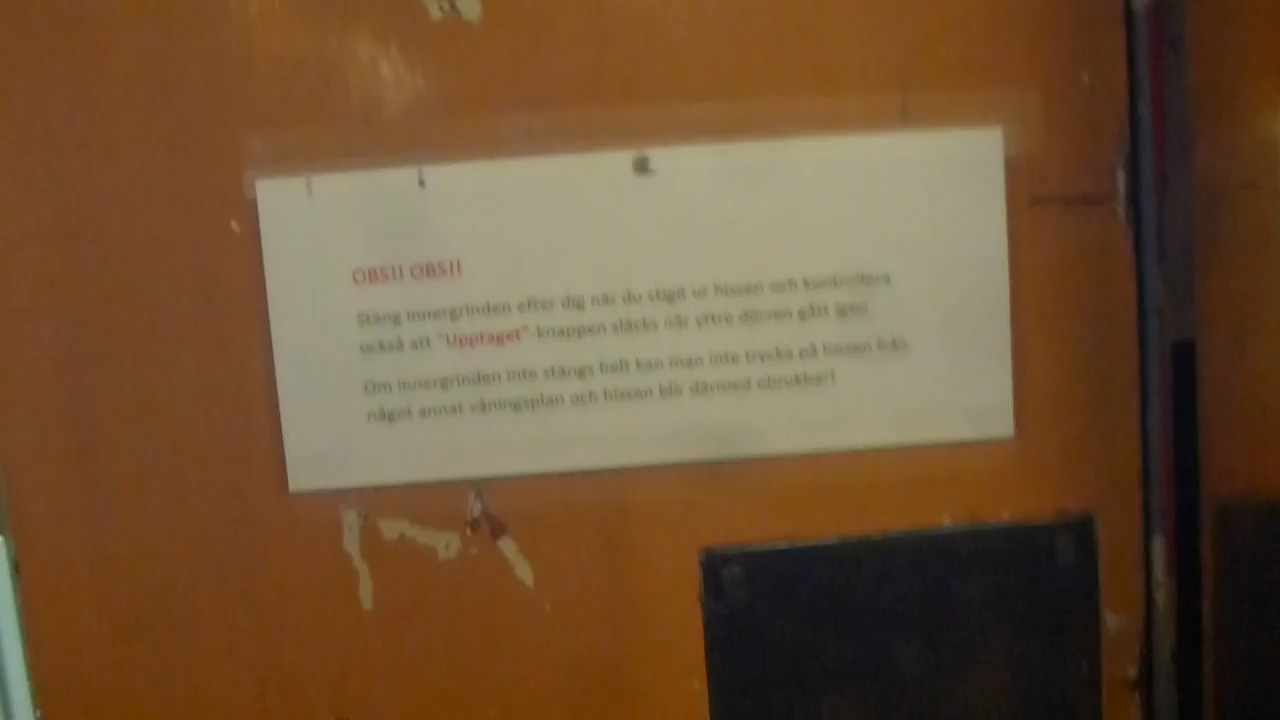 OBS!! OBS!!
Stäng innergrinden efter dig när du stigit ur hissen och kontrollera
också att "Upptaget"-knappen släcks när yttre dörren gått igen.
Om innergrinden inte stängs helt kan man inte trycka på hissen från
något annat våningsplan och hissen blir därmed obrukbar!